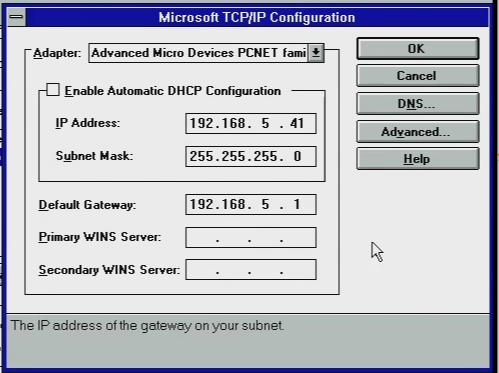 Microsoft TCP/IP Configuration
Adapter: Advanced Micro Devices PCNET fami
OK
Cancel
DNS...
Advanced...
Help
Enable Automatic DHCP Configuration
IP Address: 192.168. 5 .41
Subnet Mask: 255.255.255. 0
Default Gateway: 192.168. 5 . 1
Primary WINS Server: . . .
Secondary WINS Server: . . .
The IP address of the gateway on your subnet.